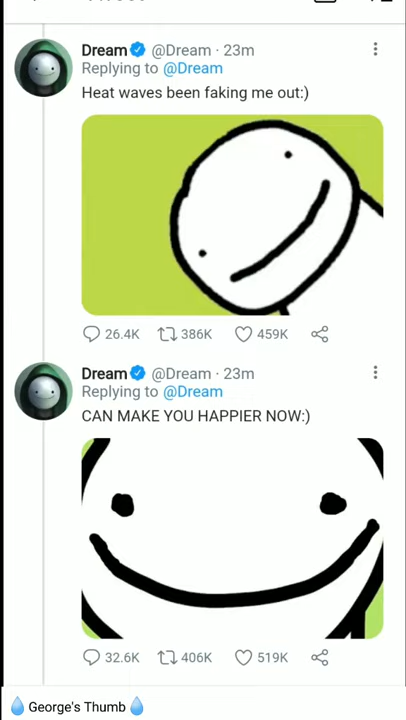 Dream @Dream · 23m
Replying to @Dream
Heat waves been faking me out:)
26.4K 386K 459K
Dream @Dream · 23m
Replying to @Dream
CAN MAKE YOU HAPPIER NOW:)
32.6K 406K 519K
💧 George's Thumb 💧